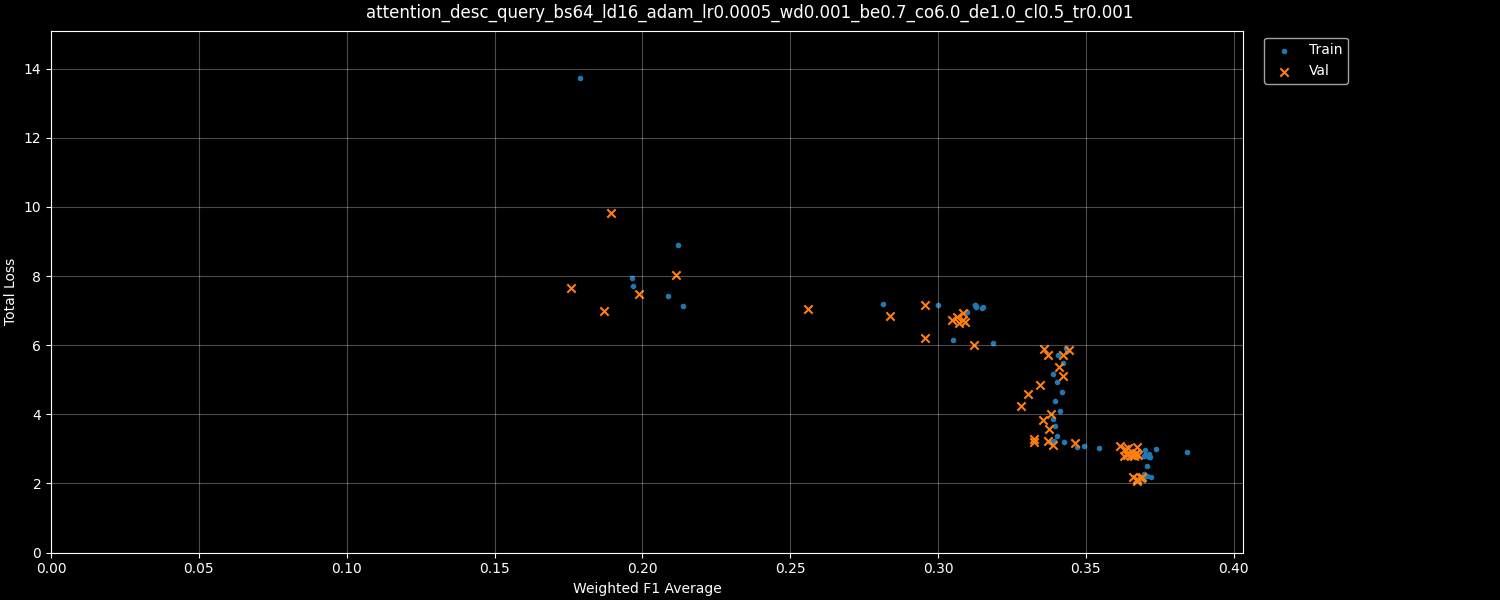 attention_desc_query_bs64_ld16_adam_lr0.0005_wd0.001_be0.7_co6.0_de1.0_cl0.5_tr0.001
Train
Val
14
12
10
8
6
4
2
0
Total Loss
0.00 0.05 0.10 0.15 0.20 0.25 0.30 0.35 0.40
Weighted F1 Average